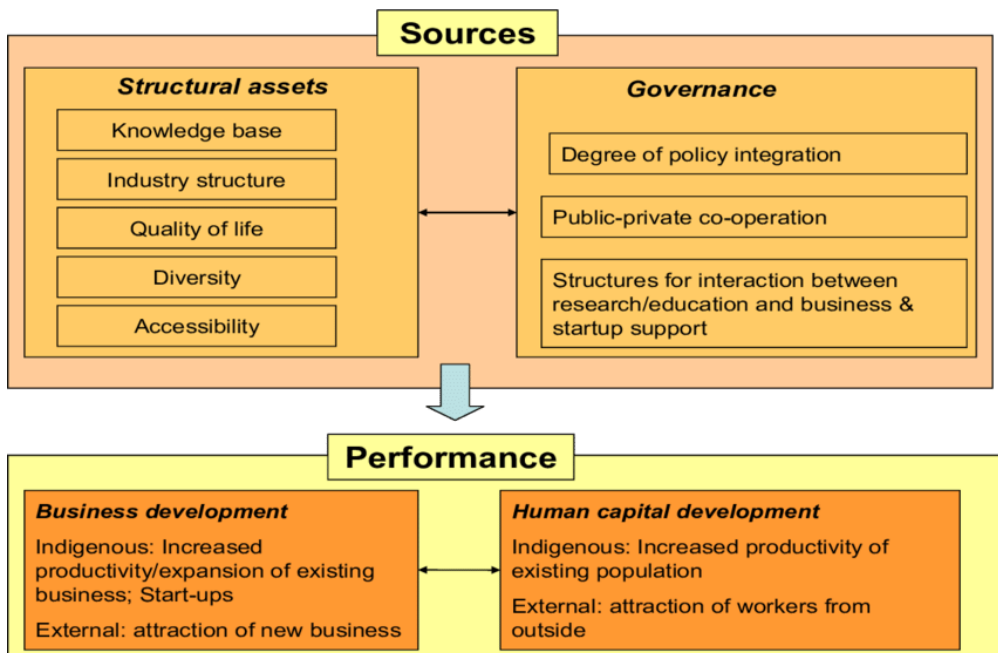 Sources
Structural assets
Knowledge base
Industry structure
Quality of life
Diversity
Accessibility
Governance
Degree of policy integration
Public-private co-operation
Structures for interaction between
research/education and business &
startup support
Performance
Business development
Indigenous: Increased
productivity/expansion of existing
business; Start-ups
External: attraction of new business
Human capital development
Indigenous: Increased productivity of
existing population
External: attraction of workers from
outside